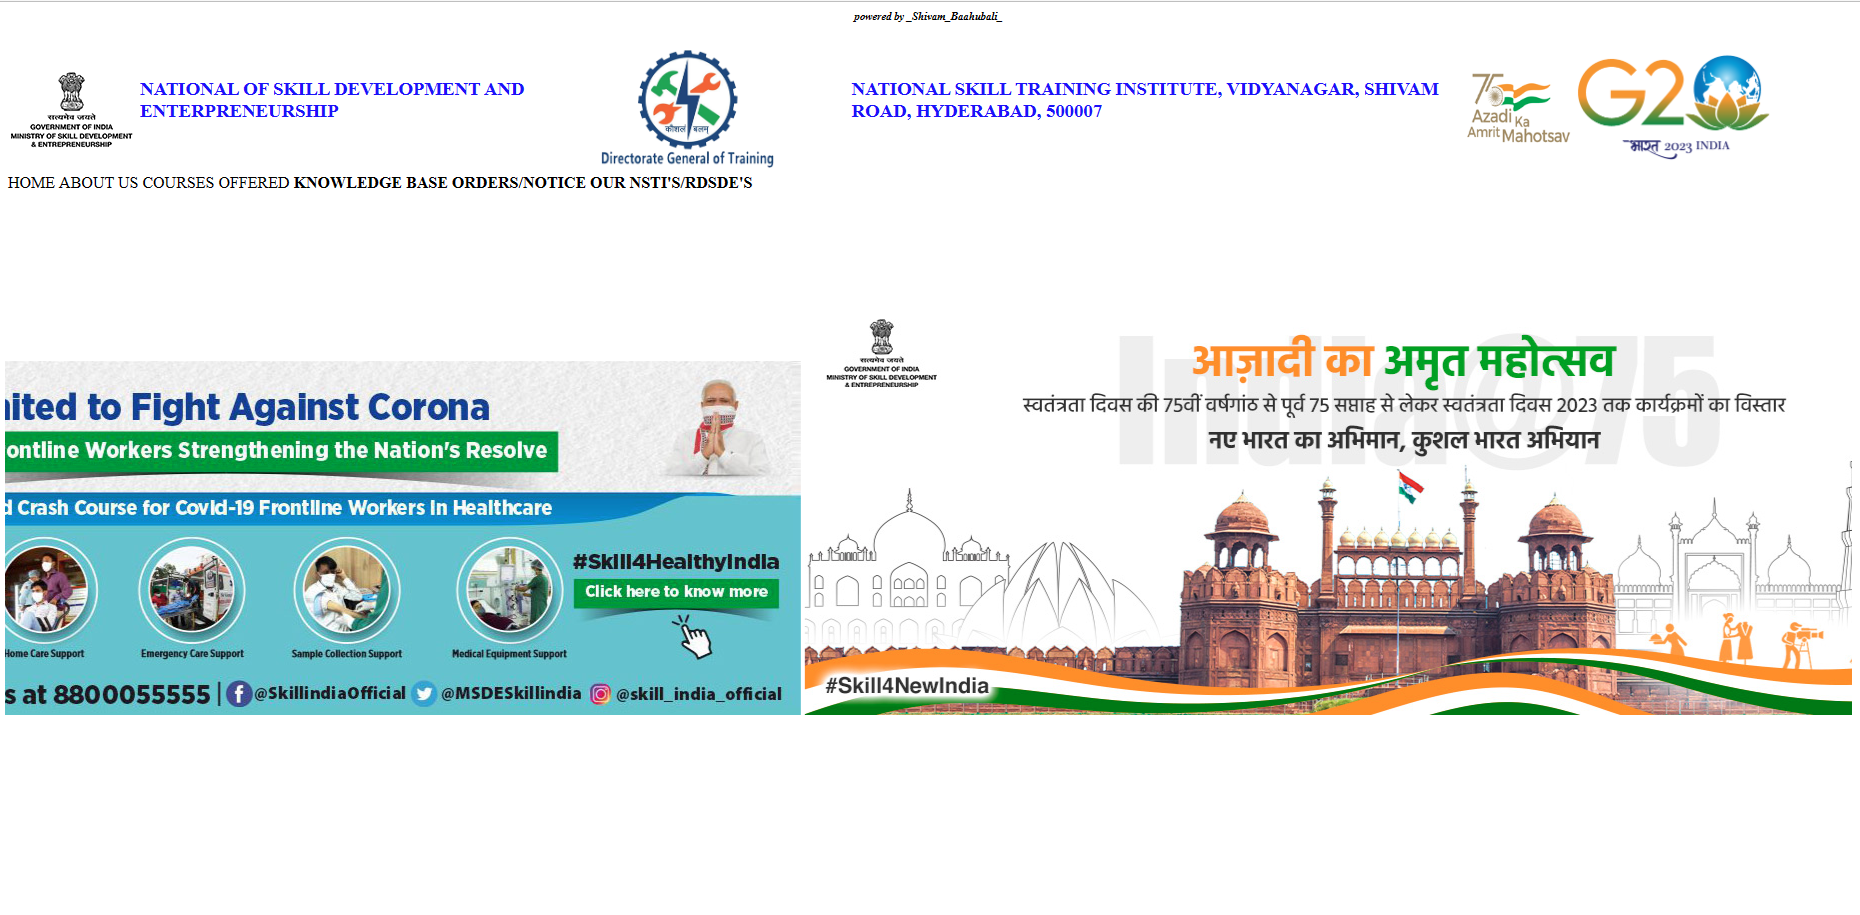 powered by _Shivam_Baahubali_
सत्यमेव जयते
GOVERNMENT OF INDIA
MINISTRY OF SKILL DEVELOPMENT
& ENTREPRENEURSHIP
NATIONAL OF SKILL DEVELOPMENT AND
ENTERPRENEURSHIP
कौशलं बलम्
Directorate General of Training
NATIONAL SKILL TRAINING INSTITUTE, VIDYANAGAR, SHIVAM
ROAD, HYDERABAD, 500007
75
Azadi Ka
Amrit Mahotsav
G20
भारत 2023 INDIA
HOME ABOUT US COURSES OFFERED KNOWLEDGE BASE ORDERS/NOTICE OUR NSTI'S/RDSDE'S
ited to Fight Against Corona
ontline Workers Strengthening the Nation's Resolve
d Crash Course for Covid-19 Frontline Workers in Healthcare
#Skill4HealthyIndia
Click here to know more
Home Care Support
Emergency Care Support
Sample Collection Support
Medical Equipment Support
s at 8800055555 | @SkillindiaOfficial @MSDESkillindia @skill_india_official
सत्यमेव जयते
GOVERNMENT OF INDIA
MINISTRY OF SKILL DEVELOPMENT
& ENTREPRENEURSHIP
India@75
आज़ादी का अमृत महोत्सव
स्वतंत्रता दिवस की 75वीं वर्षगांठ से पूर्व 75 सप्ताह से लेकर स्वतंत्रता दिवस 2023 तक कार्यक्रमों का विस्तार
नए भारत का अभिमान, कुशल भारत अभियान
#Skill4NewIndia